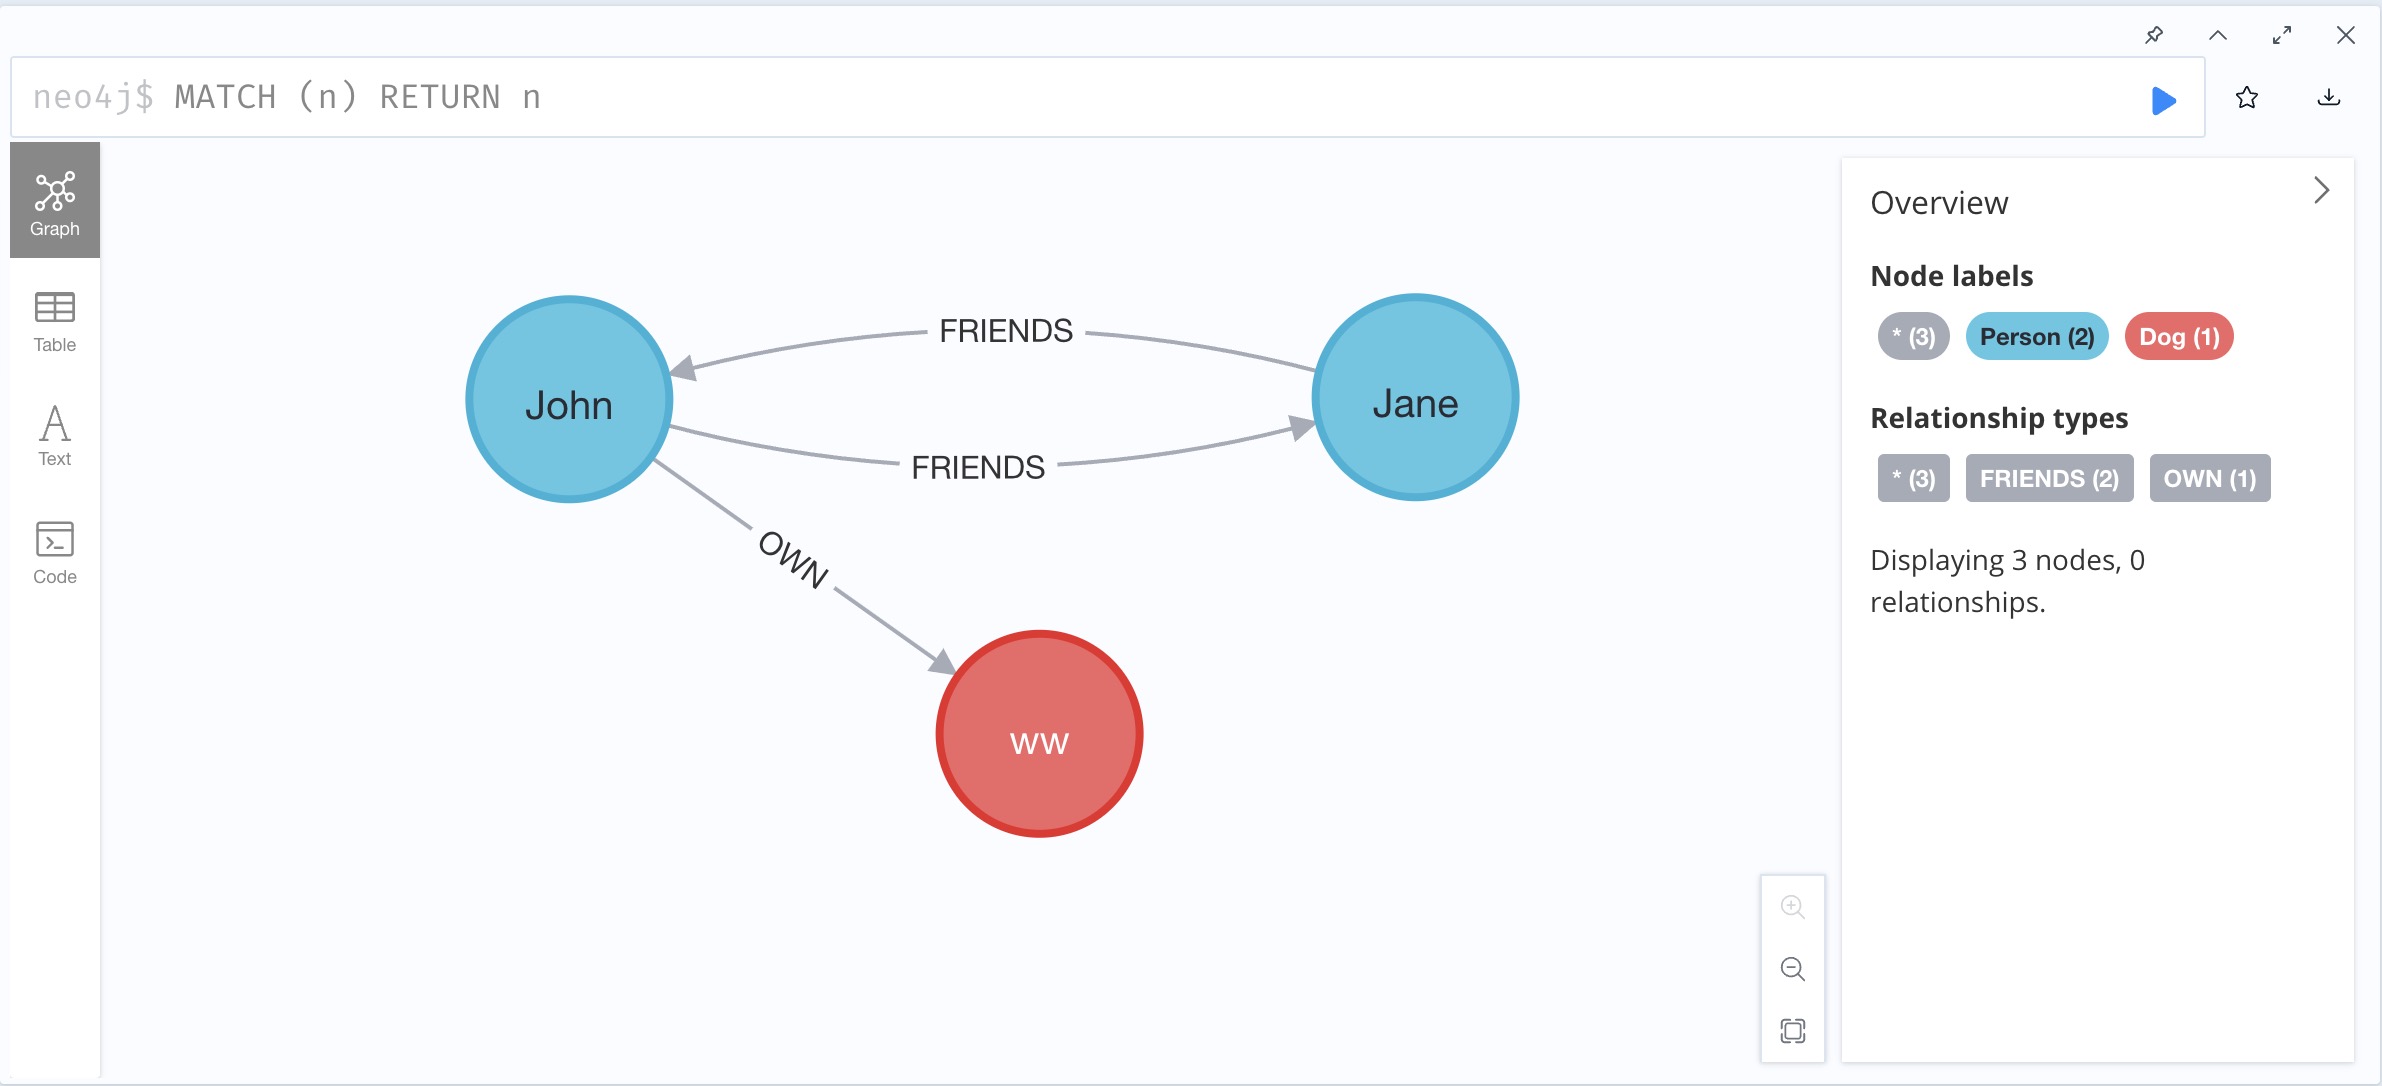 neo4j$ MATCH (n) RETURN n
Graph
Table
Text
Code
John
FRIENDS
FRIENDS
Jane
OWN
ww
Overview
Node labels
* (3) Person (2) Dog (1)
Relationship types
* (3) FRIENDS (2) OWN (1)
Displaying 3 nodes, 0
relationships.